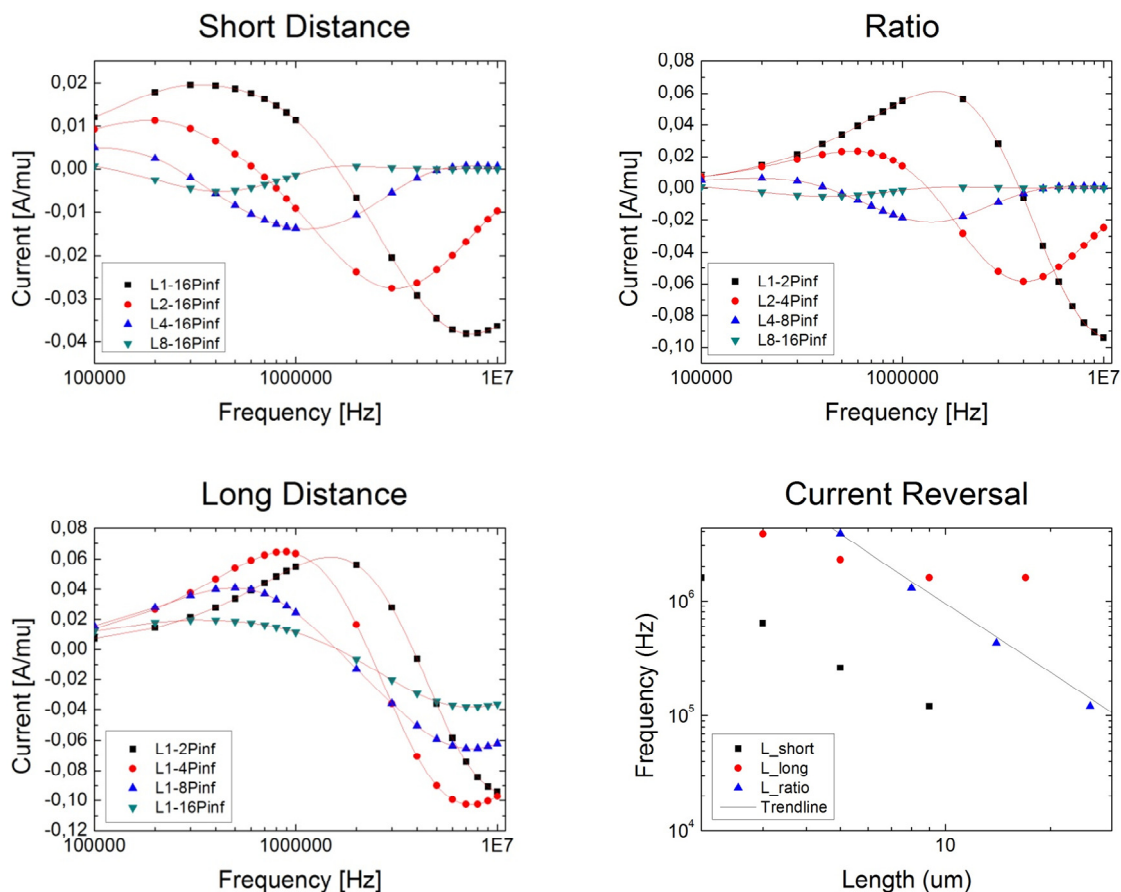 Short Distance
0.02
0.01
0.00
-0.01
-0.02
-0.03
-0.04
Current [A/mu]
L1-16Pinf
L2-16Pinf
L4-16Pinf
L8-16Pinf
100000
1000000
1E7
Frequency [Hz]
Ratio
0,08
0,06
0,04
0,02
0,00
-0,02
-0,04
-0,06
-0,08
-0,10
Current [A/mu]
L1-2Pinf
L2-4Pinf
L4-8Pinf
L8-16Pinf
100000
1000000
1E7
Frequency [Hz]
Long Distance
0,08
0,06
0,04
0,02
0,00
-0,02
-0,04
-0,06
-0,08
-0,10
-0,12
Current [A/mu]
L1-2Pinf
L1-4Pinf
L1-8Pinf
L1-16Pinf
100000
1000000
1E7
Frequency [Hz]
Current Reversal
10⁶
10⁵
10⁴
Frequency (Hz)
L_short
L_long
L_ratio
Trendline
10
Length (um)